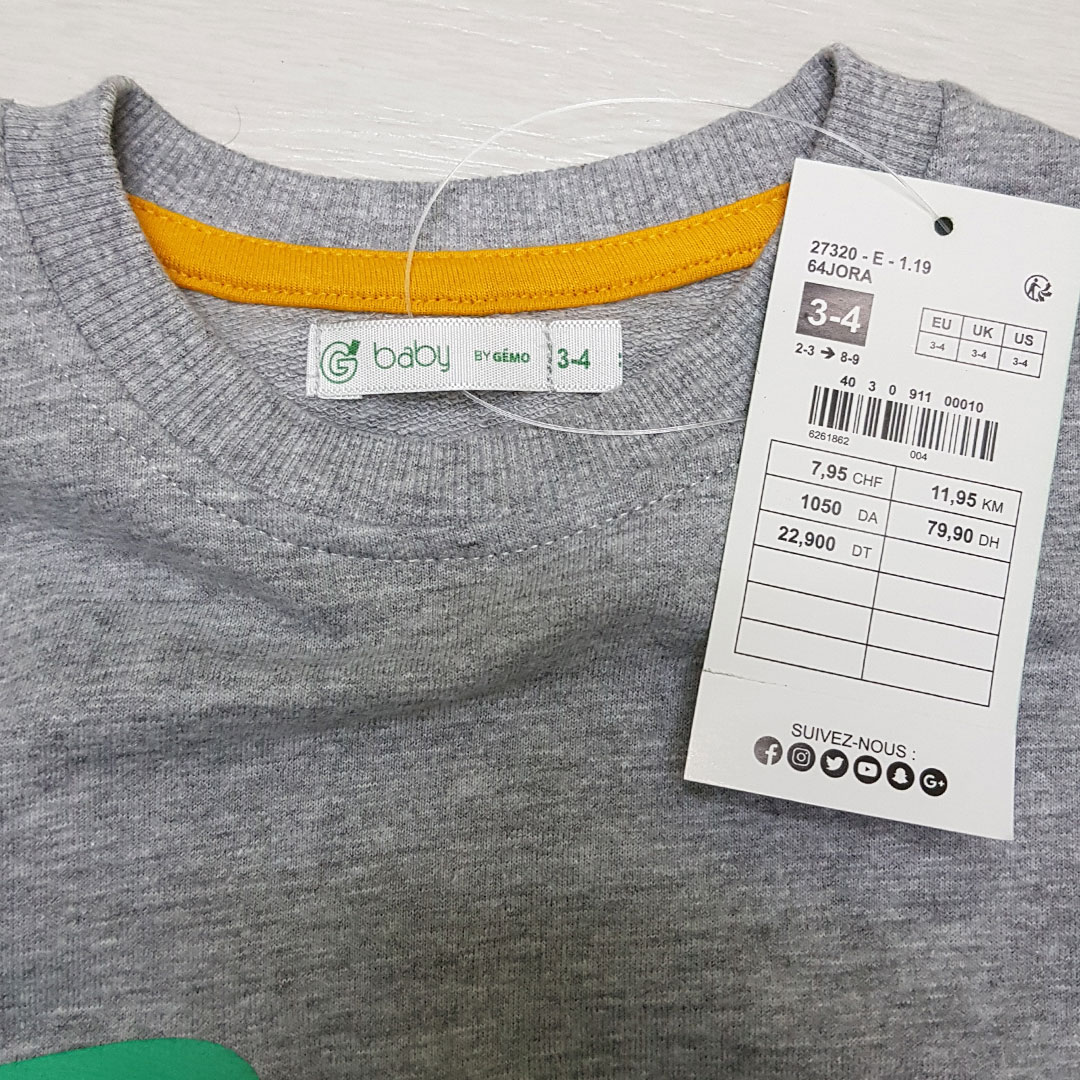 G baby BY GĒMO 3-4
27320 - E - 1.19
64JORA
3-4
2-3 ➔ 8-9
EU UK US
3-4 3-4 3-4
40 3 0 911 00010
6261862
004
7,95 CHF 11,95 KM
1050 DA 79,90 DH
22,900 DT
SUIVEZ-NOUS :